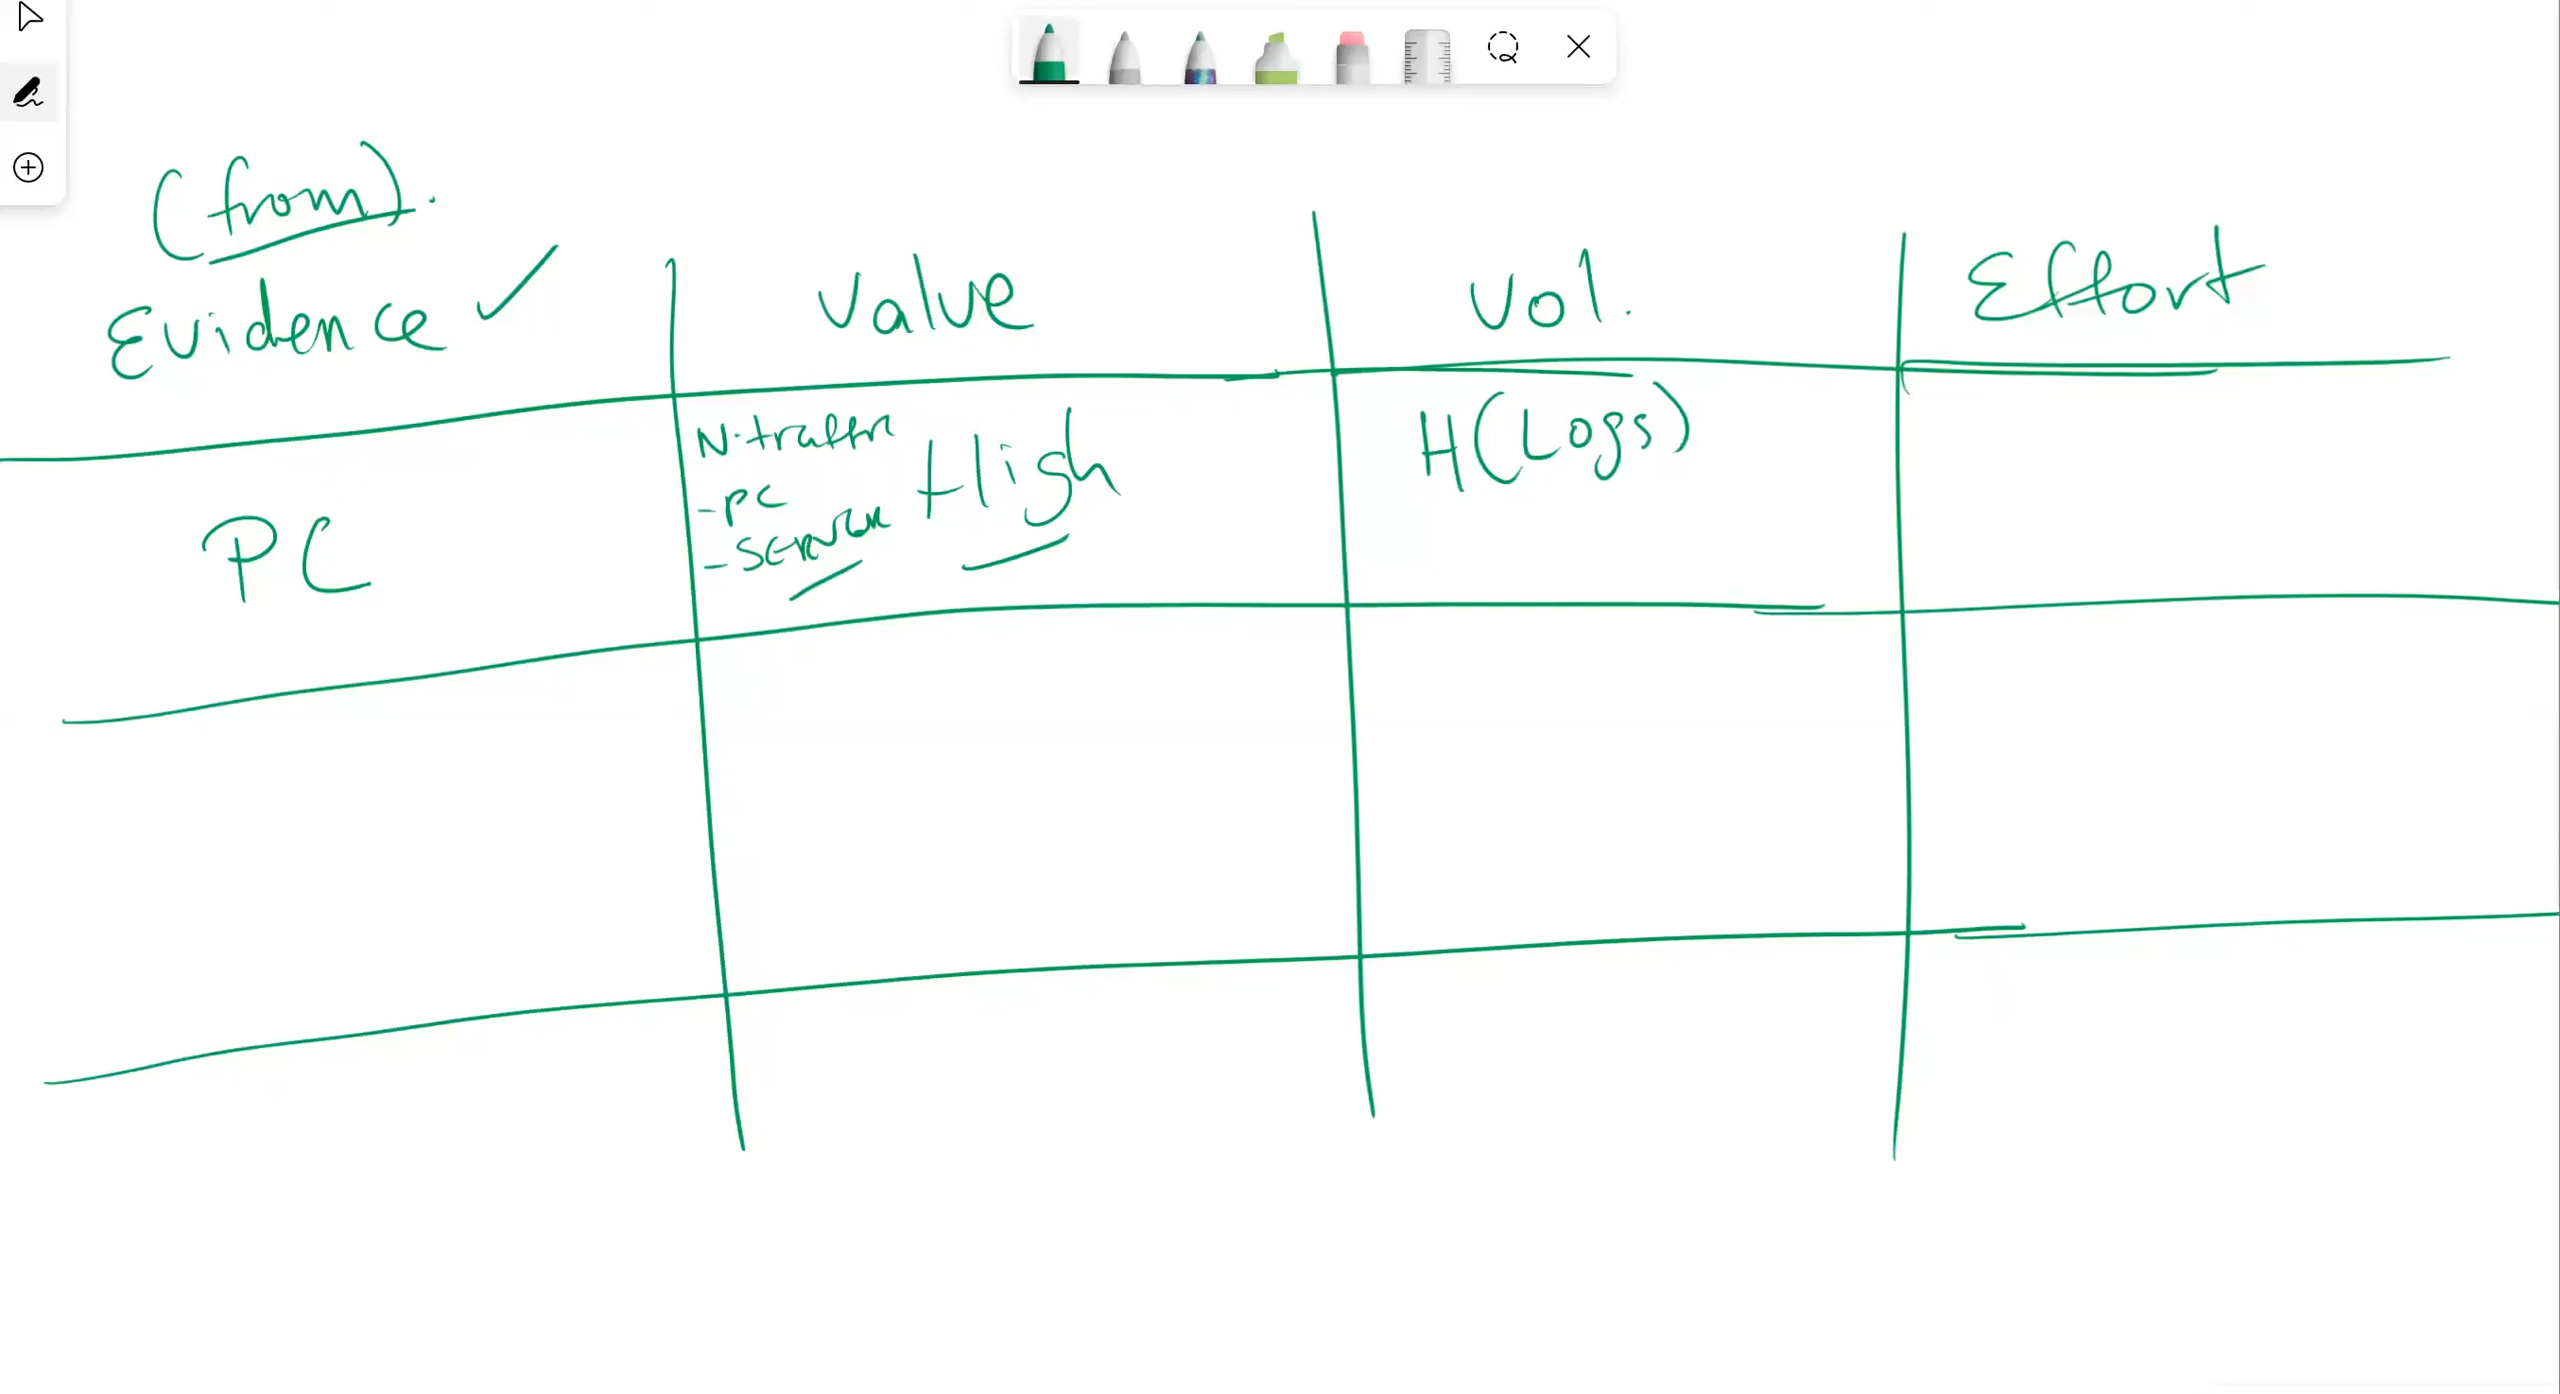 (from).
Evidence ✓
Value
Vol.
Effort
PC
N.traffic
-PC
-Server
High
H(Logs)